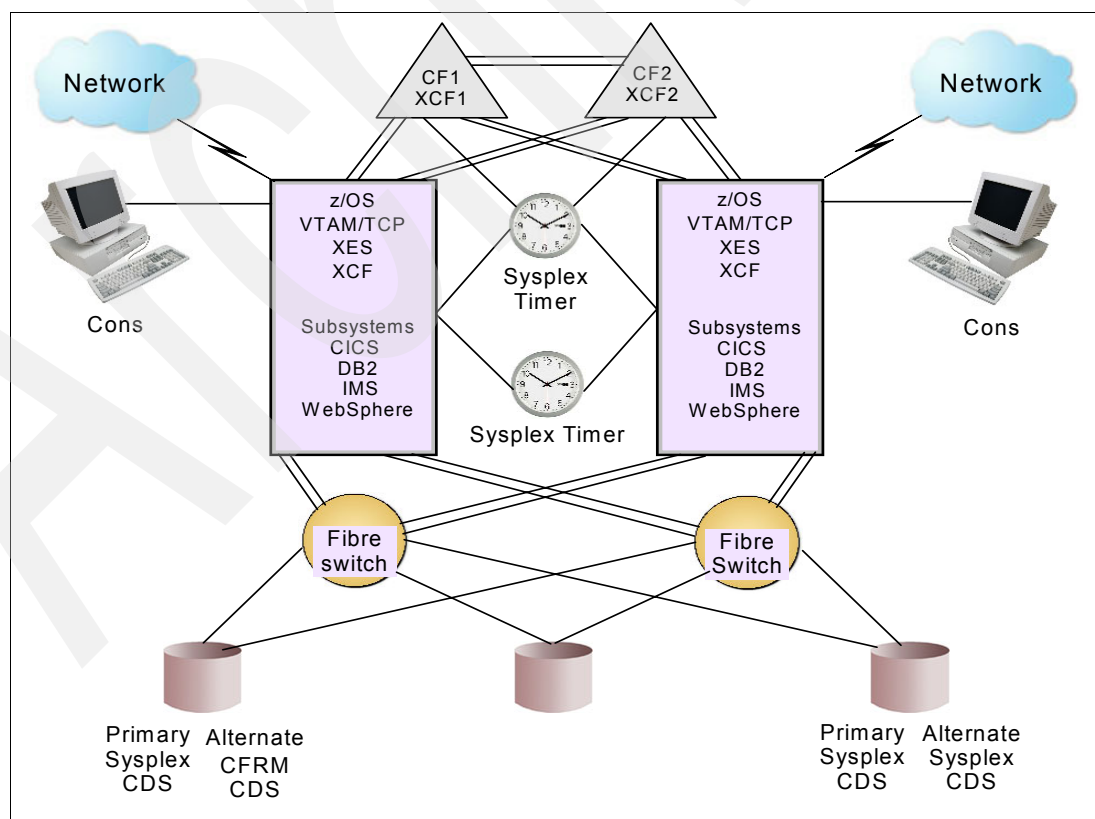 Network
CF1
XCF1
CF2
XCF2
Network
z/OS
VTAM/TCP
XES
XCF
Subsystems
CICS
DB2
IMS
WebSphere
z/OS
VTAM/TCP
XES
XCF
Subsystems
CICS
DB2
IMS
WebSphere
Sysplex
Timer
Sysplex Timer
Cons
Cons
Fibre
switch
Fibre
Switch
Primary
Sysplex
CDS
Alternate
CFRM
CDS
Primary
Sysplex
CDS
Alternate
Sysplex
CDS